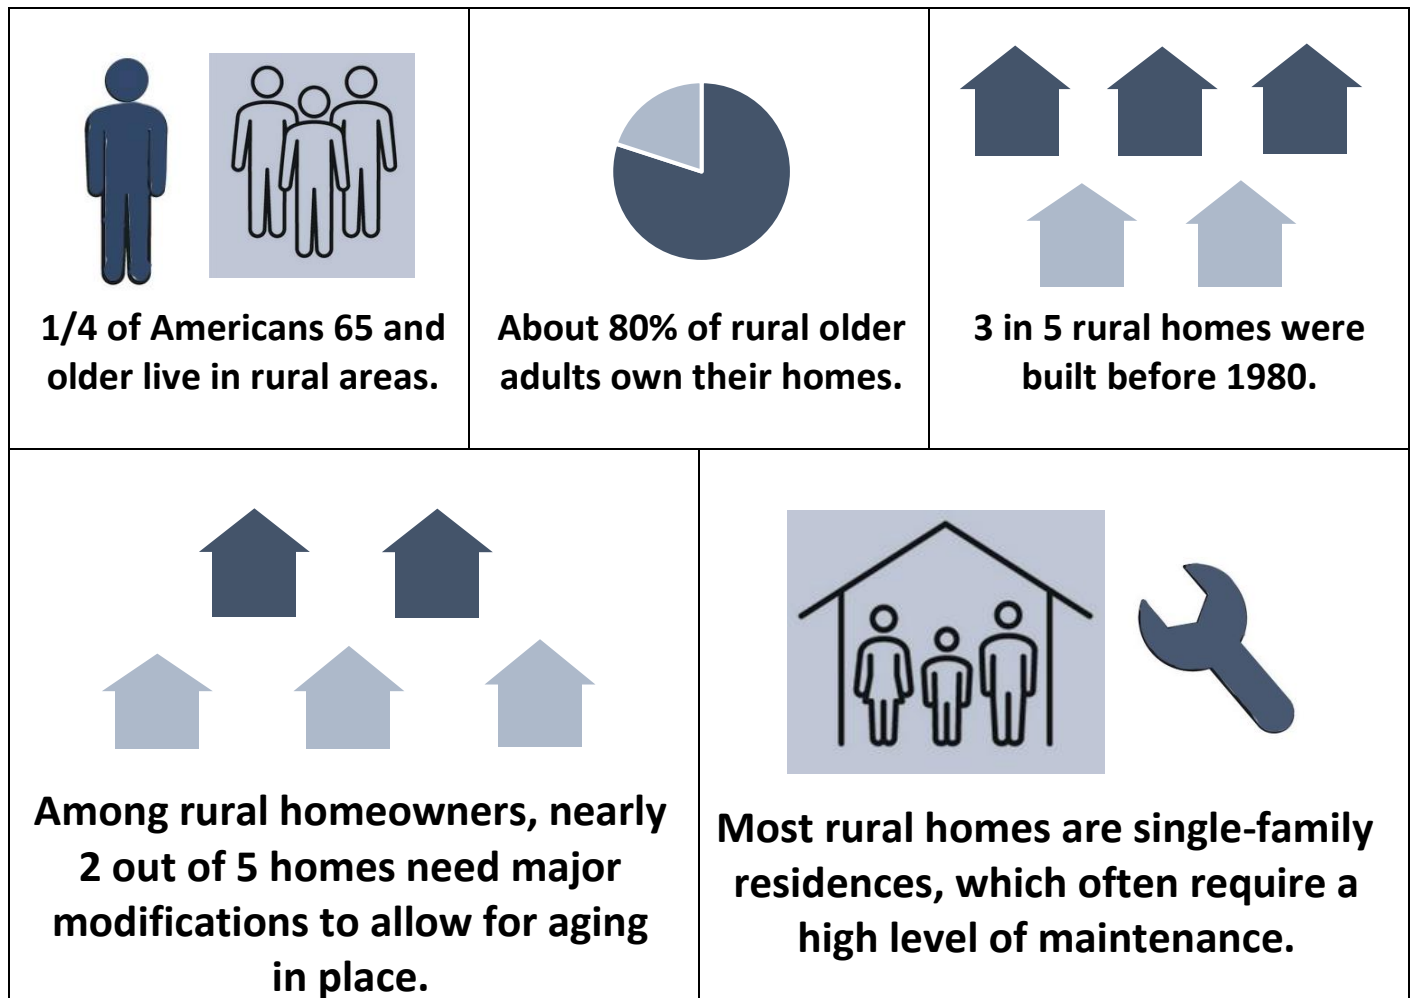 1/4 of Americans 65 and
older live in rural areas.
About 80% of rural older
adults own their homes.
3 in 5 rural homes were
built before 1980.
Among rural homeowners, nearly
2 out of 5 homes need major
modifications to allow for aging
in place.
Most rural homes are single-family
residences, which often require a
high level of maintenance.